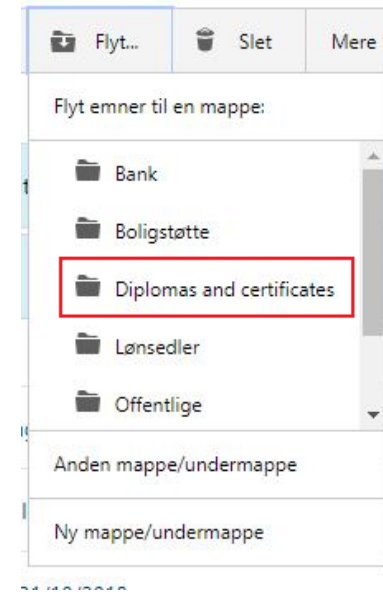 Flyt... Slet Mere
Flyt emner til en mappe:
Bank
Boligstøtte
Diplomas and certificates
Lønsedler
Offentlige
Anden mappe/undermappe
Ny mappe/undermappe